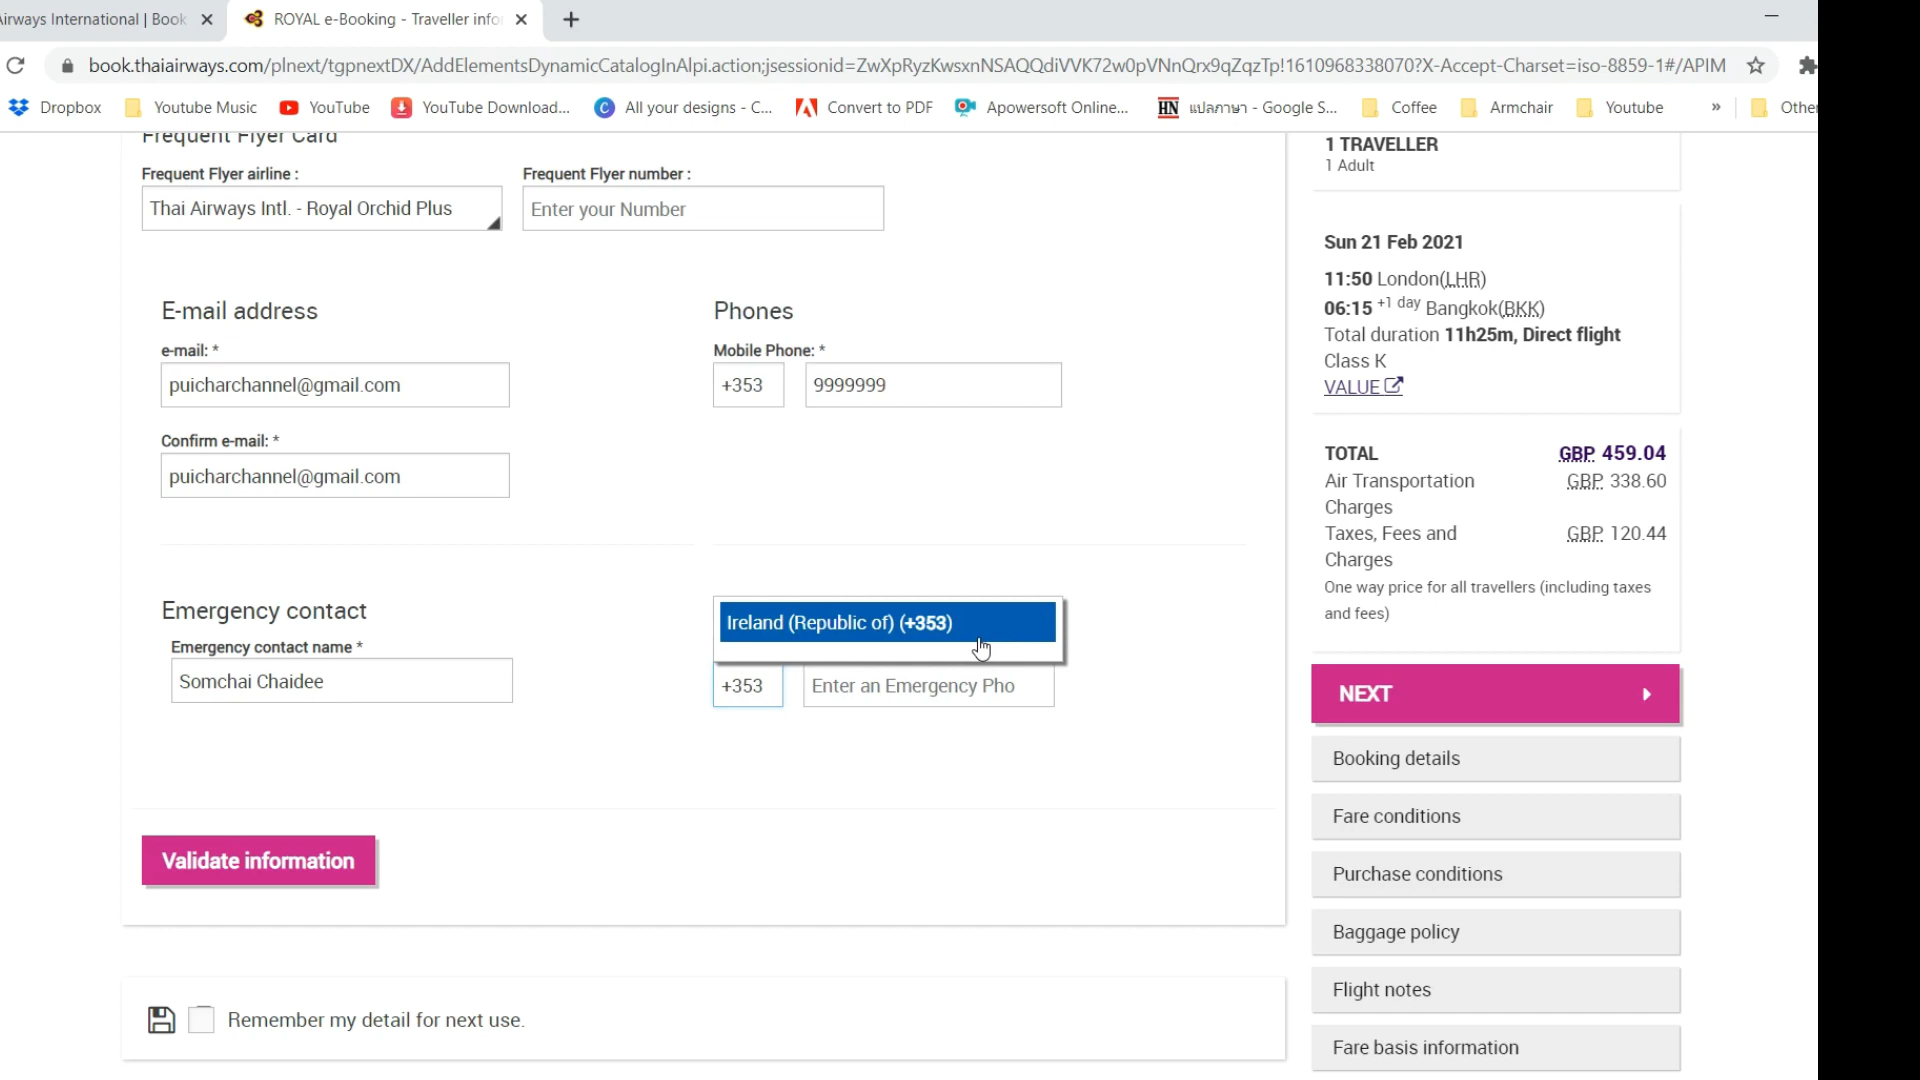 Airways International | Book
ROYAL e-Booking - Traveller info
book.thaiairways.com/plnext/tgpnextDX/AddElementsDynamicCatalogInAlpi.action;jsessionid=ZwXpRyzKwsxnNSAQQdiVVK72w0pVNnQrx9qZqzTp!1610968338070?X-Accept-Charset=iso-8859-1#/APIM
Dropbox
Youtube Music
YouTube
YouTube Download...
All your designs - C...
Convert to PDF
Apowersoft Online...
HN แปลภาษา - Google S...
Coffee
Armchair
Youtube
»
Other
Frequent Flyer Card
Frequent Flyer airline :
Frequent Flyer number :
Thai Airways Intl. - Royal Orchid Plus
Enter your Number
E-mail address
Phones
e-mail: *
Mobile Phone: *
puicharchannel@gmail.com
+353
9999999
Confirm e-mail: *
puicharchannel@gmail.com
Emergency contact
Ireland (Republic of) (+353)
Emergency contact name *
Somchai Chaidee
+353
Enter an Emergency Pho
Validate information
Remember my detail for next use.
1 TRAVELLER
1 Adult
Sun 21 Feb 2021
11:50 London(LHR)
06:15 +1 day Bangkok(BKK)
Total duration 11h25m, Direct flight
Class K
VALUE
TOTAL GBP 459.04
Air Transportation GBP 338.60
Charges
Taxes, Fees and GBP 120.44
Charges
One way price for all travellers (including taxes
and fees)
NEXT
Booking details
Fare conditions
Purchase conditions
Baggage policy
Flight notes
Fare basis information